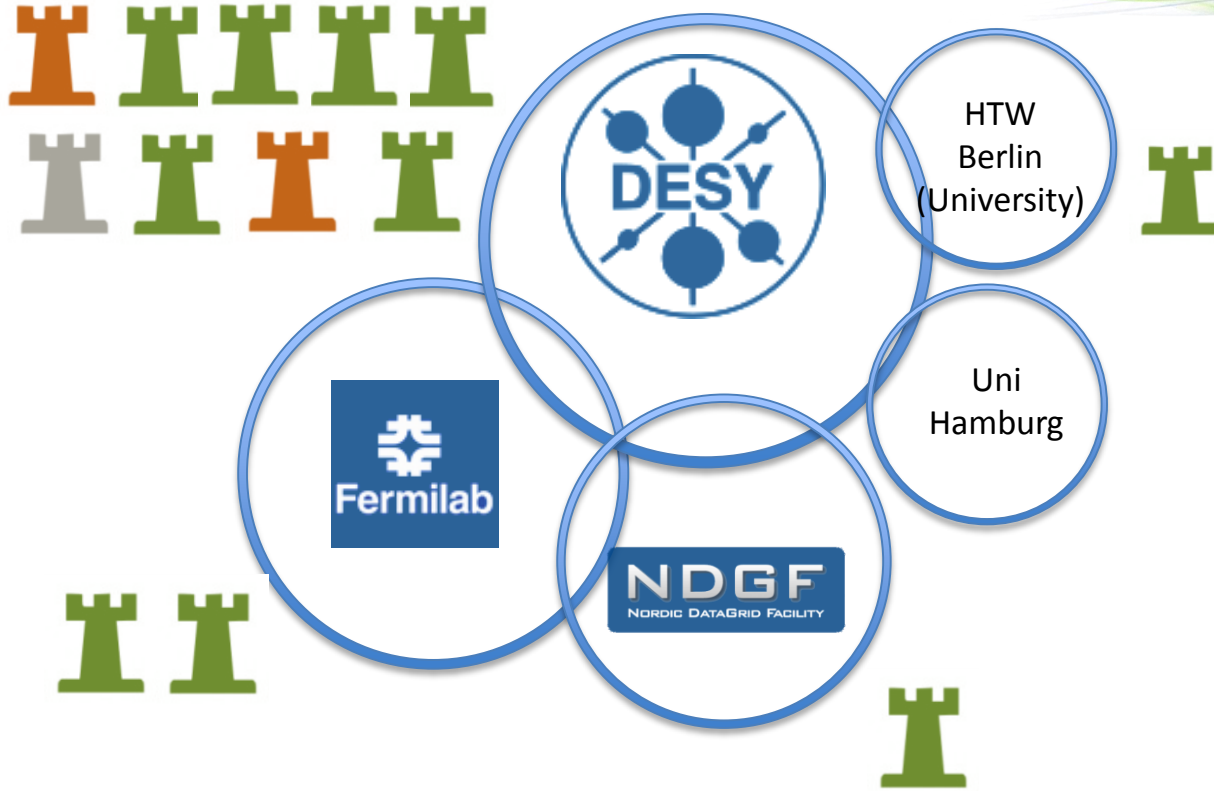 DESY
HTW
Berlin
(University)
Uni
Hamburg
Fermilab
NDGF
NORDIC DATAGRID FACILITY